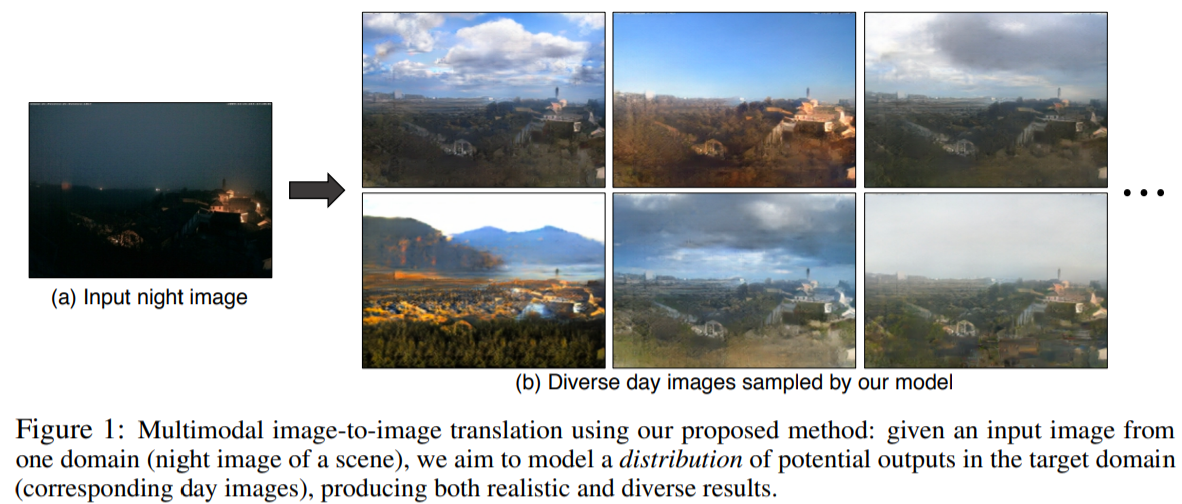 (a) Input night image
(b) Diverse day images sampled by our model
Figure 1: Multimodal image-to-image translation using our proposed method: given an input image from
one domain (night image of a scene), we aim to model a distribution of potential outputs in the target domain
(corresponding day images), producing both realistic and diverse results.